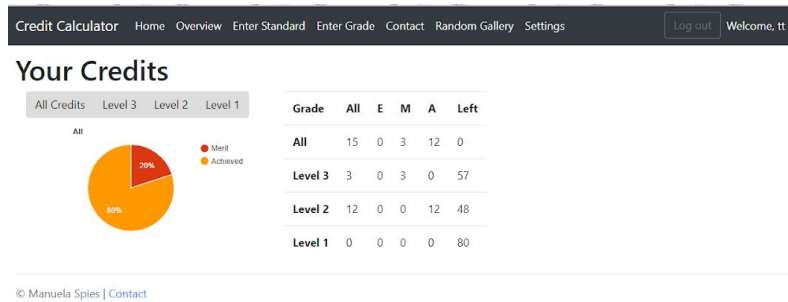 Credit Calculator Home Overview Enter Standard Enter Grade Contact Random Gallery Settings Log out Welcome, tt
Your Credits
All Credits Level 3 Level 2 Level 1
All
Merit
Achieved
20%
80%
Grade All E M A Left
All 15 0 3 12 0
Level 3 3 0 3 0 57
Level 2 12 0 0 12 48
Level 1 0 0 0 0 80
© Manuela Spies | Contact